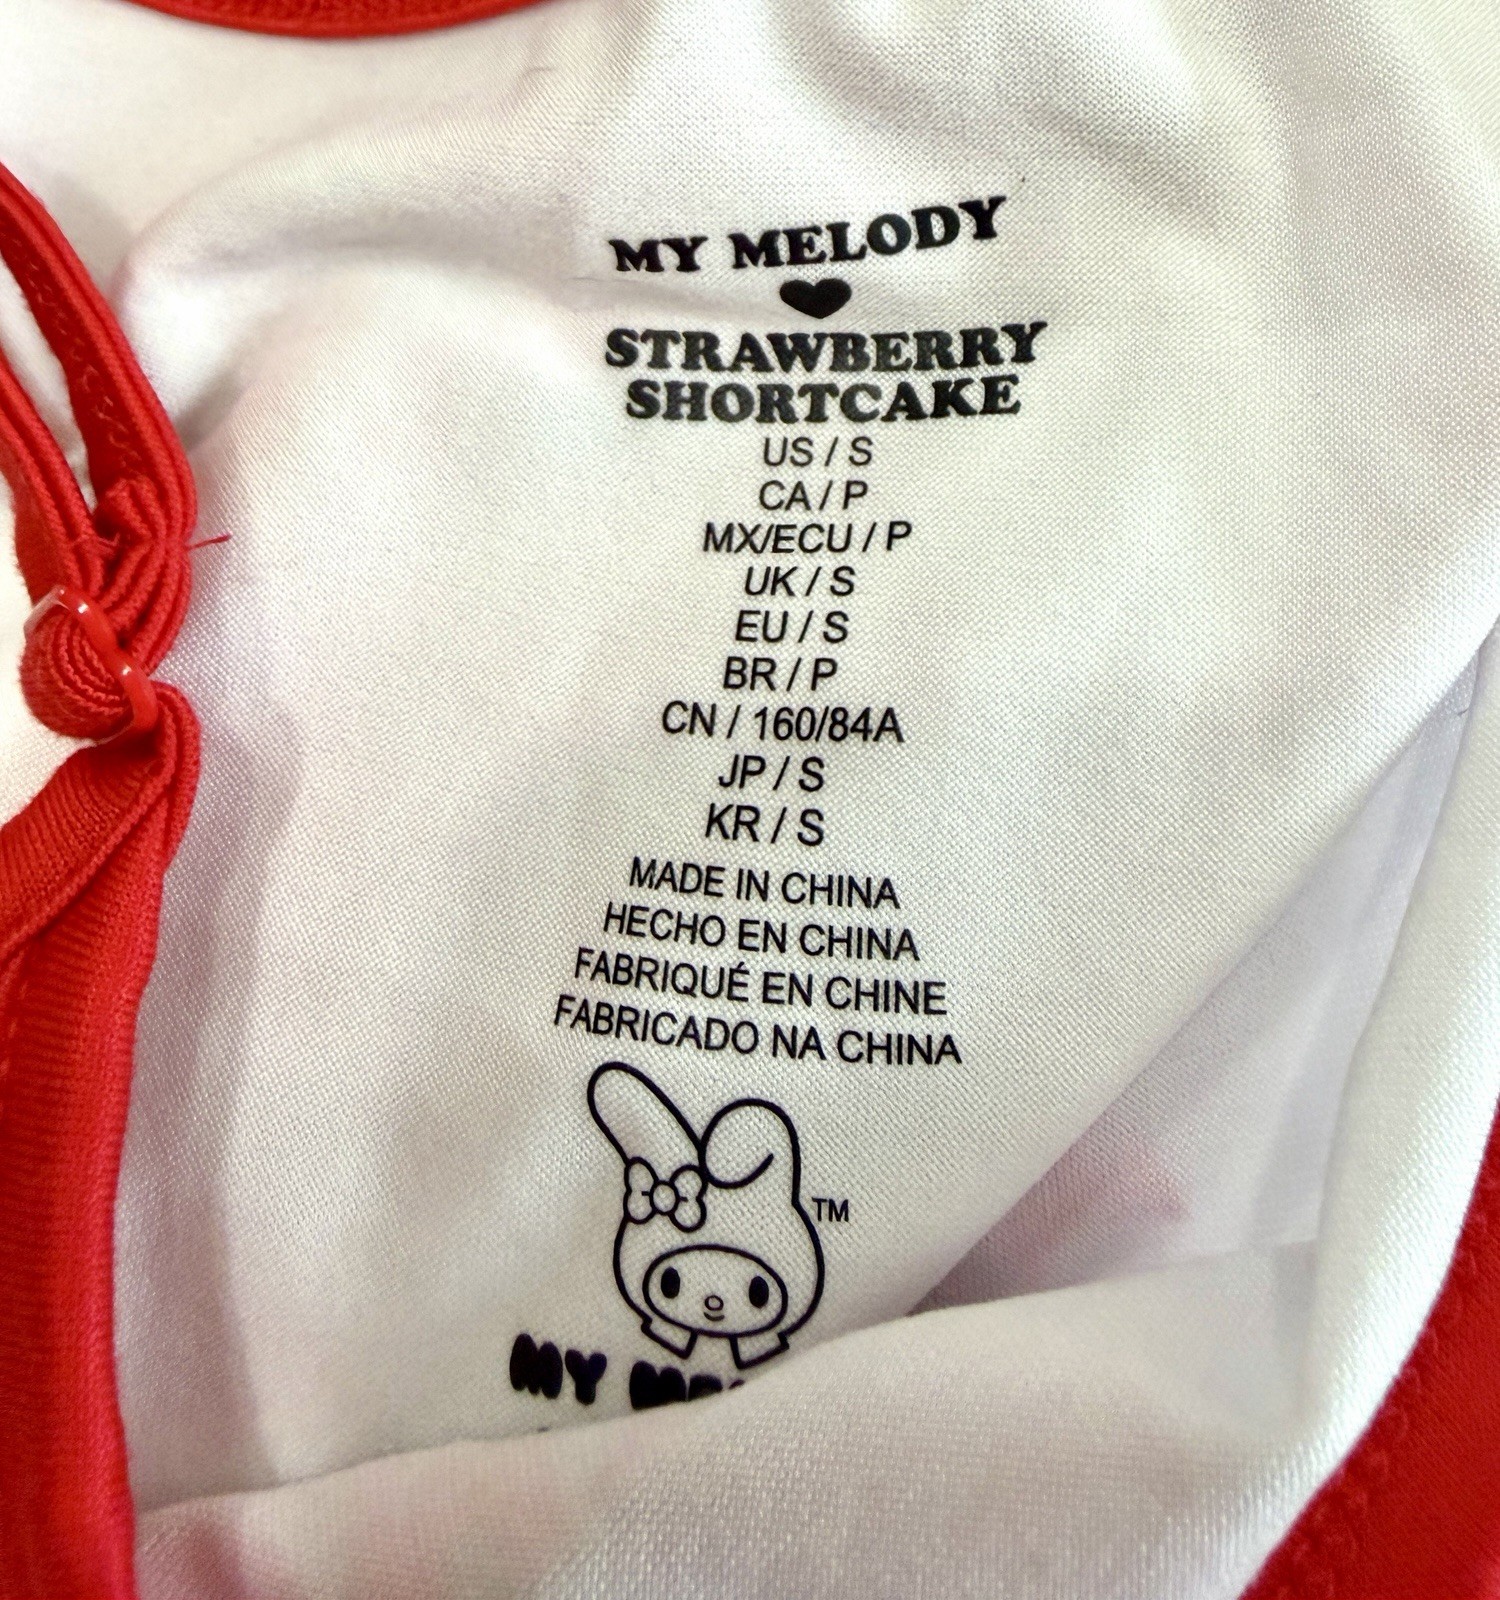 MY MELODY
STRAWBERRY
SHORTCAKE
US / S
CA / P
MX/ECU / P
UK / S
EU / S
BR / P
CN / 160/84A
JP / S
KR / S
MADE IN CHINA
HECHO EN CHINA
FABRIQUÉ EN CHINE
FABRICADO NA CHINA
TM
MY